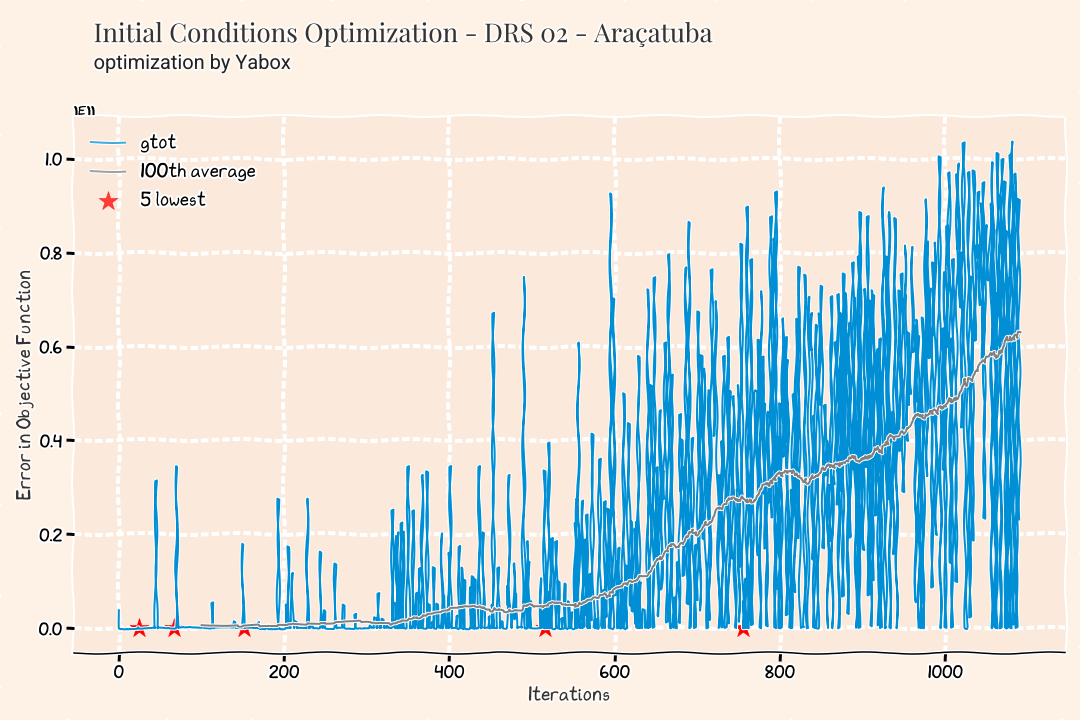 Initial Conditions Optimization - DRS 02 - Araçatuba
optimization by Yabox
1E11
gtot
100th average
5 lowest
1.0
0.8
0.6
0.4
0.2
0.0
Error in Objective Function
0 200 400 600 800 1000
Iterations